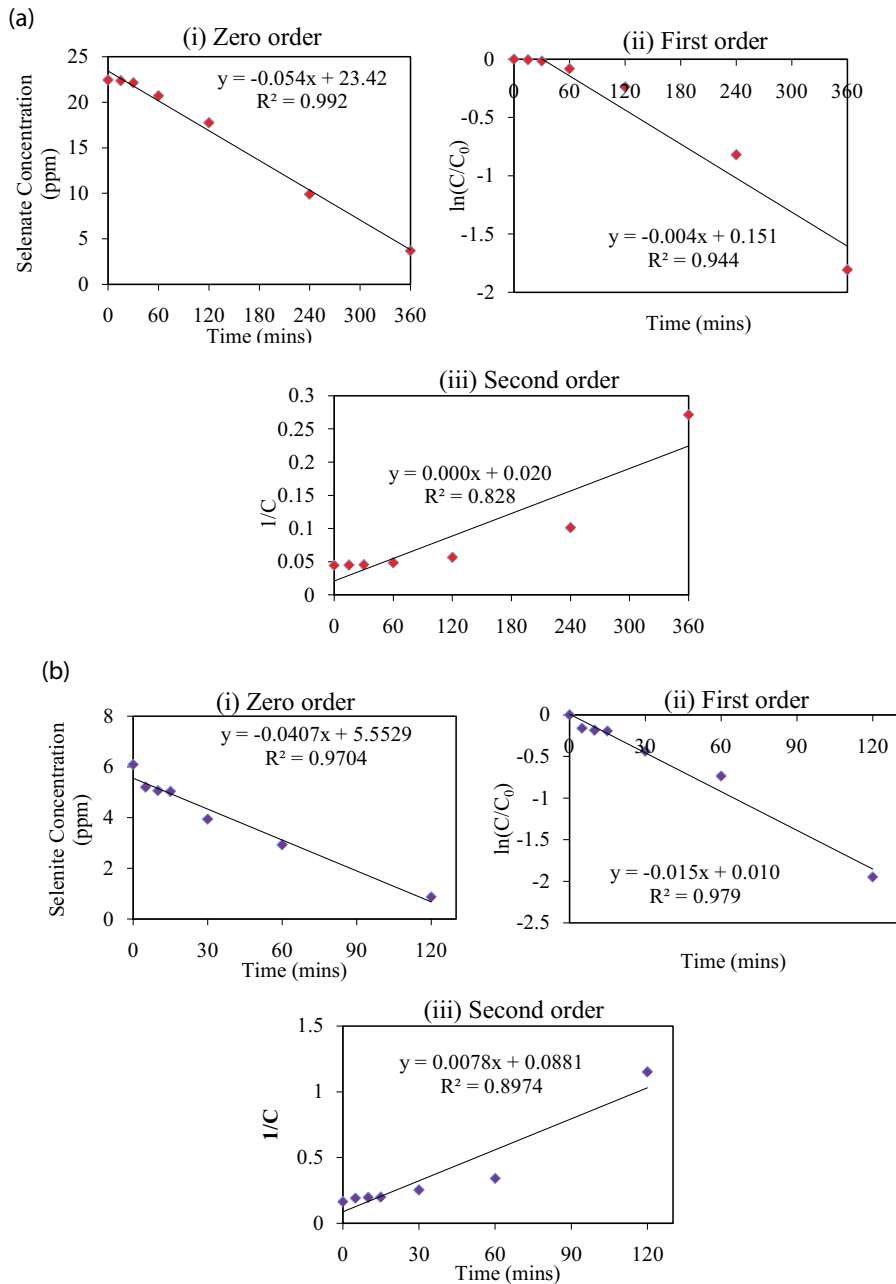 (a)
(i) Zero order
y = -0.054x + 23.42
R² = 0.992
Selenate Concentration
(ppm)
25
20
15
10
5
0
0 60 120 180 240 300 360
Time (mins)
(ii) First order
0
-0.5
-1
-1.5
-2
0 60 120 180 240 300 360
ln(C/C₀)
y = -0.004x + 0.151
R² = 0.944
Time (mins)
(iii) Second order
0.3
0.25
0.2
0.15
0.1
0.05
0
1/C
y = 0.000x + 0.020
R² = 0.828
0 60 120 180 240 300 360
(b)
(i) Zero order
y = -0.0407x + 5.5529
R² = 0.9704
Selenite Concentration
(ppm)
8
6
4
2
0
0 30 60 90 120
Time (mins)
(ii) First order
0
-0.5
-1
-1.5
-2
-2.5
0 30 60 90 120
ln(C/C₀)
y = -0.015x + 0.010
R² = 0.979
Time (mins)
(iii) Second order
1.5
1
0.5
0
1/C
y = 0.0078x + 0.0881
R² = 0.8974
0 30 60 90 120